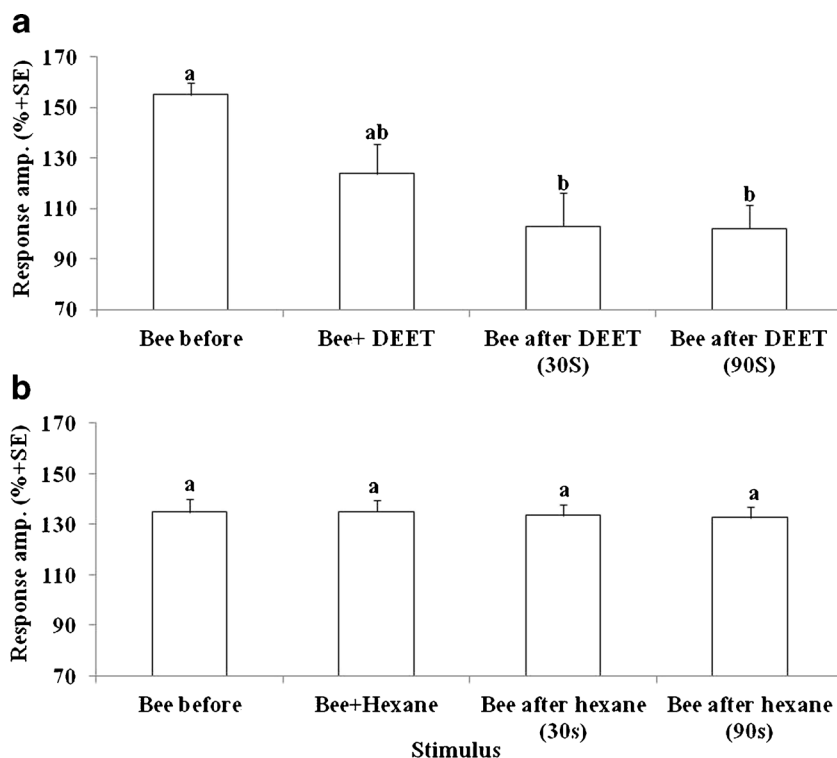 a
Response amp. (%+SE)
170
150
130
110
90
70
a
ab
b
b
Bee before
Bee+ DEET
Bee after DEET
(30S)
Bee after DEET
(90S)
b
Response amp. (%+SE)
170
150
130
110
90
70
a
a
a
a
Bee before
Bee+Hexane
Bee after hexane
(30s)
Bee after hexane
(90s)
Stimulus